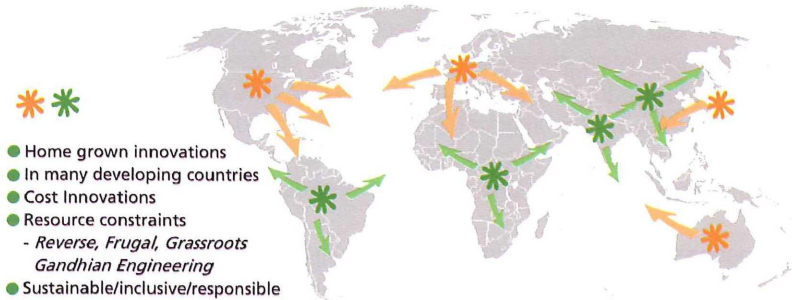 Home grown innovations
In many developing countries
Cost Innovations
Resource constraints
- Reverse, Frugal, Grassroots
Gandhian Engineering
Sustainable/inclusive/responsible